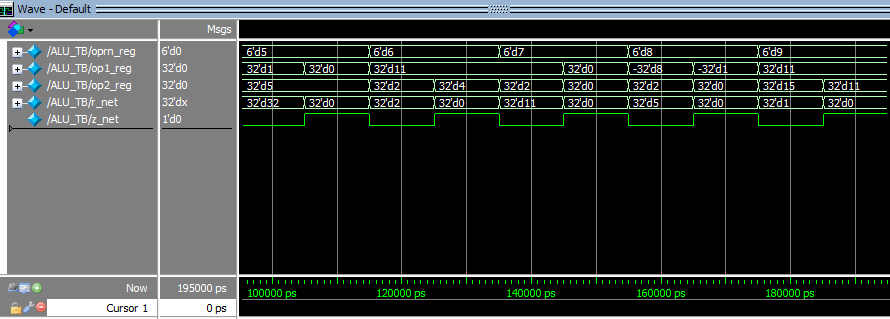 Wave - Default
Msgs
/ALU_TB/oprn_reg 6'd0 6'd5 6'd6 6'd7 6'd8 6'd9
/ALU_TB/op1_reg 32'd0 32'd1 32'd0 32'd11 32'd0 -32'd8 -32'd1 32'd11
/ALU_TB/op2_reg 32'd0 32'd5 32'd2 32'd4 32'd2 32'd0 32'd2 32'd0 32'd15 32'd11
/ALU_TB/r_net 32'dx 32'd32 32'd0 32'd2 32'd0 32'd11 32'd0 32'd5 32'd0 32'd1 32'd0
/ALU_TB/z_net 1'd0
Now 195000 ps 100000 ps 120000 ps 140000 ps 160000 ps 180000 ps
Cursor 1 0 ps